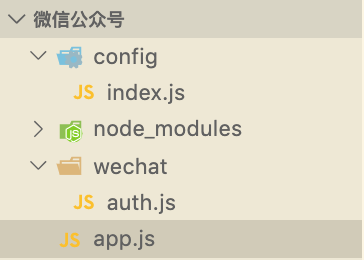 微信公众号
config
JS index.js
node_modules
wechat
JS auth.js
JS app.js